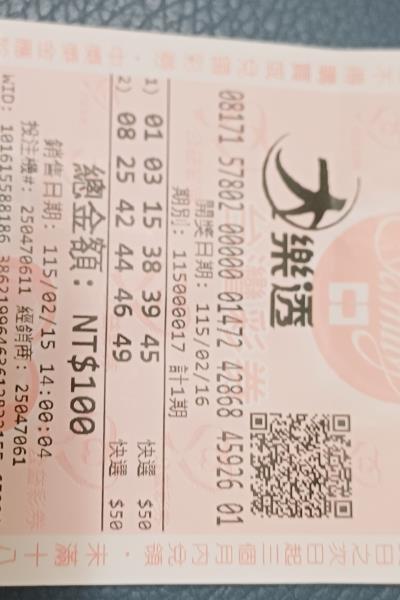 大樂透
08171 57802 00000 01472 42868 45926 01
開獎日期: 115/02/16
期別: 115000017 計1期
1) 01 03 15 38 39 45 快選 $50
2) 08 25 42 44 46 49 快選 $50
總金額: NT$100
銷售日期: 115/02/15 14:00:04
投注機#: 250470611 經銷商: 25047061